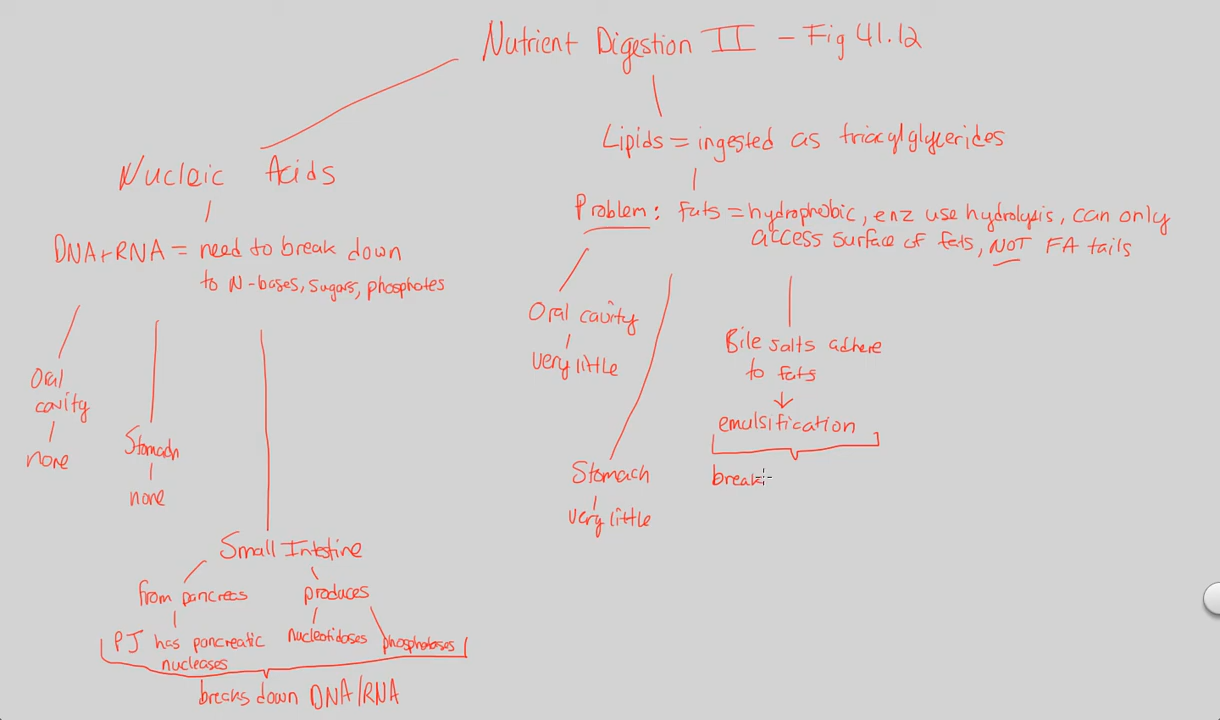 Nutrient Digestion II - Fig 41.12
Nucleic Acids
DNA+RNA = need to break down
to N-bases, sugars, phosphates
Oral
cavity
none
Stomach
none
Small Intestine
from pancreas
PJ has pancreatic
nucleases
produces
nucleotidases
phosphatases
breaks down DNA/RNA
Lipids = ingested as triacylglycerides
Problem: fats = hydrophobic, enz use hydrolysis, can only
access surface of fats, NOT FA tails
Oral cavity
very little
Stomach
very little
Bile salts adhere
to fats
emulsification
break